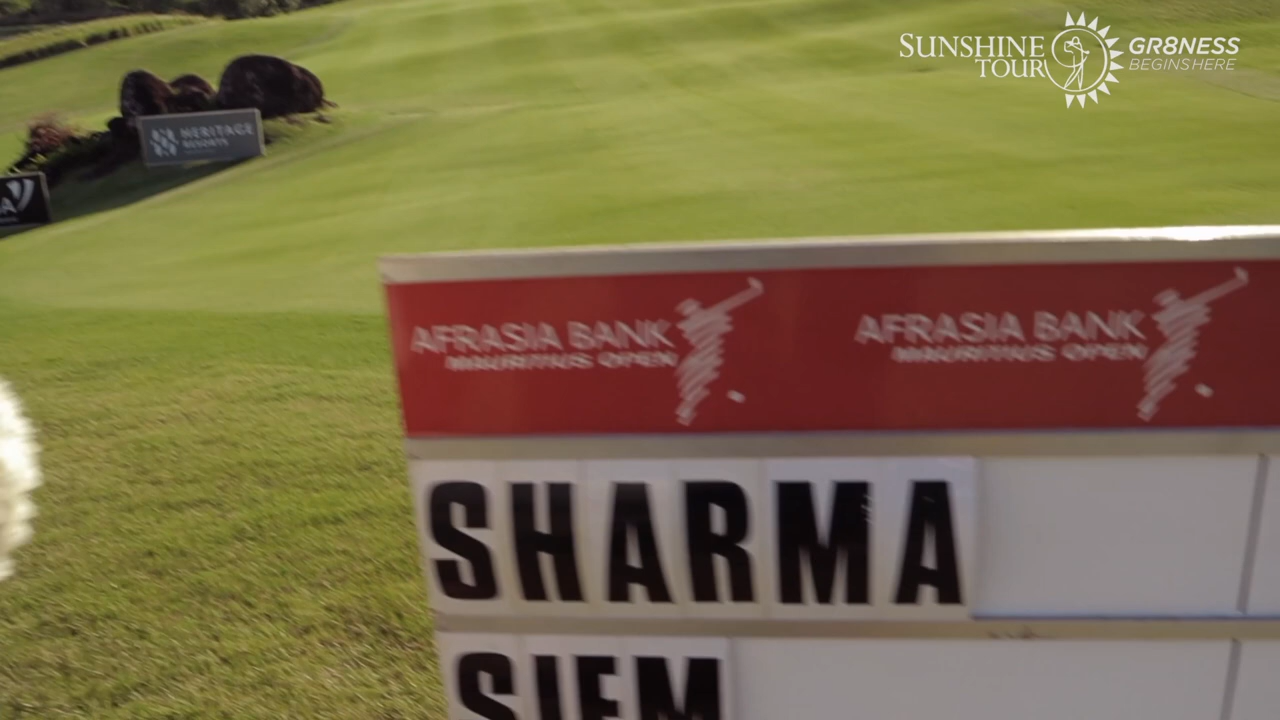 SUNSHINE
TOUR
GR8NESS
BEGINS HERE
HERITAGE
RESORTS
AFRASIA BANK
MAURITIUS OPEN
AFRASIA BANK
MAURITIUS OPEN
SHARMA
SIEM